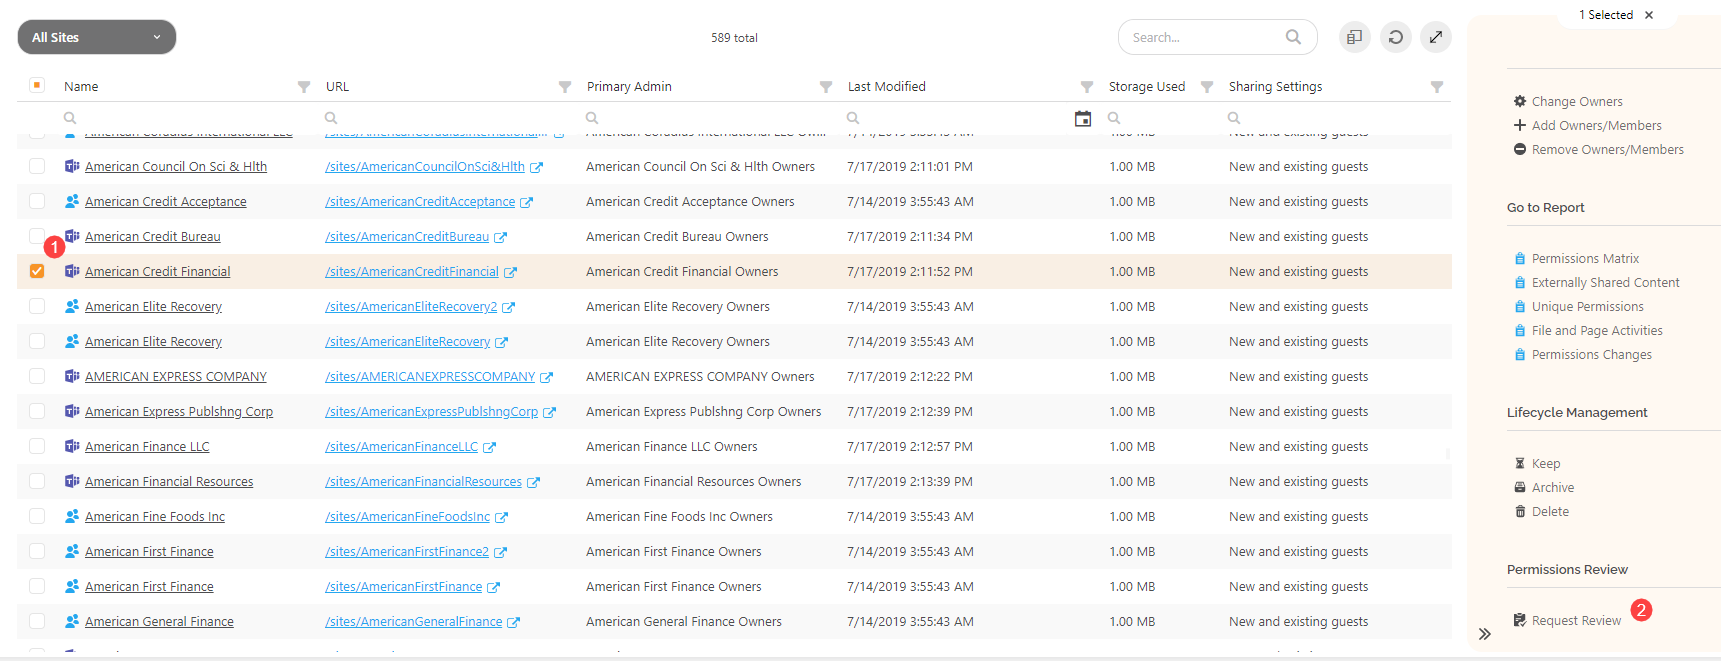 1 Selected
All Sites
589 total
Search...
Name URL Primary Admin Last Modified Storage Used Sharing Settings
American Council On Sci & Hlth /sites/AmericanCouncilOnSci&Hlth American Council On Sci & Hlth Owners 7/17/2019 2:11:01 PM 1.00 MB New and existing guests
American Credit Acceptance /sites/AmericanCreditAcceptance American Credit Acceptance Owners 7/14/2019 3:55:43 AM 1.00 MB New and existing guests
American Credit Bureau /sites/AmericanCreditBureau American Credit Bureau Owners 7/17/2019 2:11:34 PM 1.00 MB New and existing guests
1
American Credit Financial /sites/AmericanCreditFinancial American Credit Financial Owners 7/17/2019 2:11:52 PM 1.00 MB New and existing guests
American Elite Recovery /sites/AmericanEliteRecovery2 American Elite Recovery Owners 7/14/2019 3:55:43 AM 1.00 MB New and existing guests
American Elite Recovery /sites/AmericanEliteRecovery American Elite Recovery Owners 7/14/2019 3:55:43 AM 1.00 MB New and existing guests
AMERICAN EXPRESS COMPANY /sites/AMERICANEXPRESSCOMPANY AMERICAN EXPRESS COMPANY Owners 7/17/2019 2:12:22 PM 1.00 MB New and existing guests
American Express Publshng Corp /sites/AmericanExpressPublshngCorp American Express Publshng Corp Owners 7/17/2019 2:12:39 PM 1.00 MB New and existing guests
American Finance LLC /sites/AmericanFinanceLLC American Finance LLC Owners 7/17/2019 2:12:57 PM 1.00 MB New and existing guests
American Financial Resources /sites/AmericanFinancialResources American Financial Resources Owners 7/17/2019 2:13:39 PM 1.00 MB New and existing guests
American Fine Foods Inc /sites/AmericanFineFoodsInc American Fine Foods Inc Owners 7/14/2019 3:55:43 AM 1.00 MB New and existing guests
American First Finance /sites/AmericanFirstFinance2 American First Finance Owners 7/14/2019 3:55:43 AM 1.00 MB New and existing guests
American First Finance /sites/AmericanFirstFinance American First Finance Owners 7/14/2019 3:55:43 AM 1.00 MB New and existing guests
American General Finance /sites/AmericanGeneralFinance American General Finance Owners 7/14/2019 3:55:43 AM 1.00 MB New and existing guests
Change Owners
Add Owners/Members
Remove Owners/Members
Go to Report
Permissions Matrix
Externally Shared Content
Unique Permissions
File and Page Activities
Permissions Changes
Lifecycle Management
Keep
Archive
Delete
Permissions Review
Request Review
2